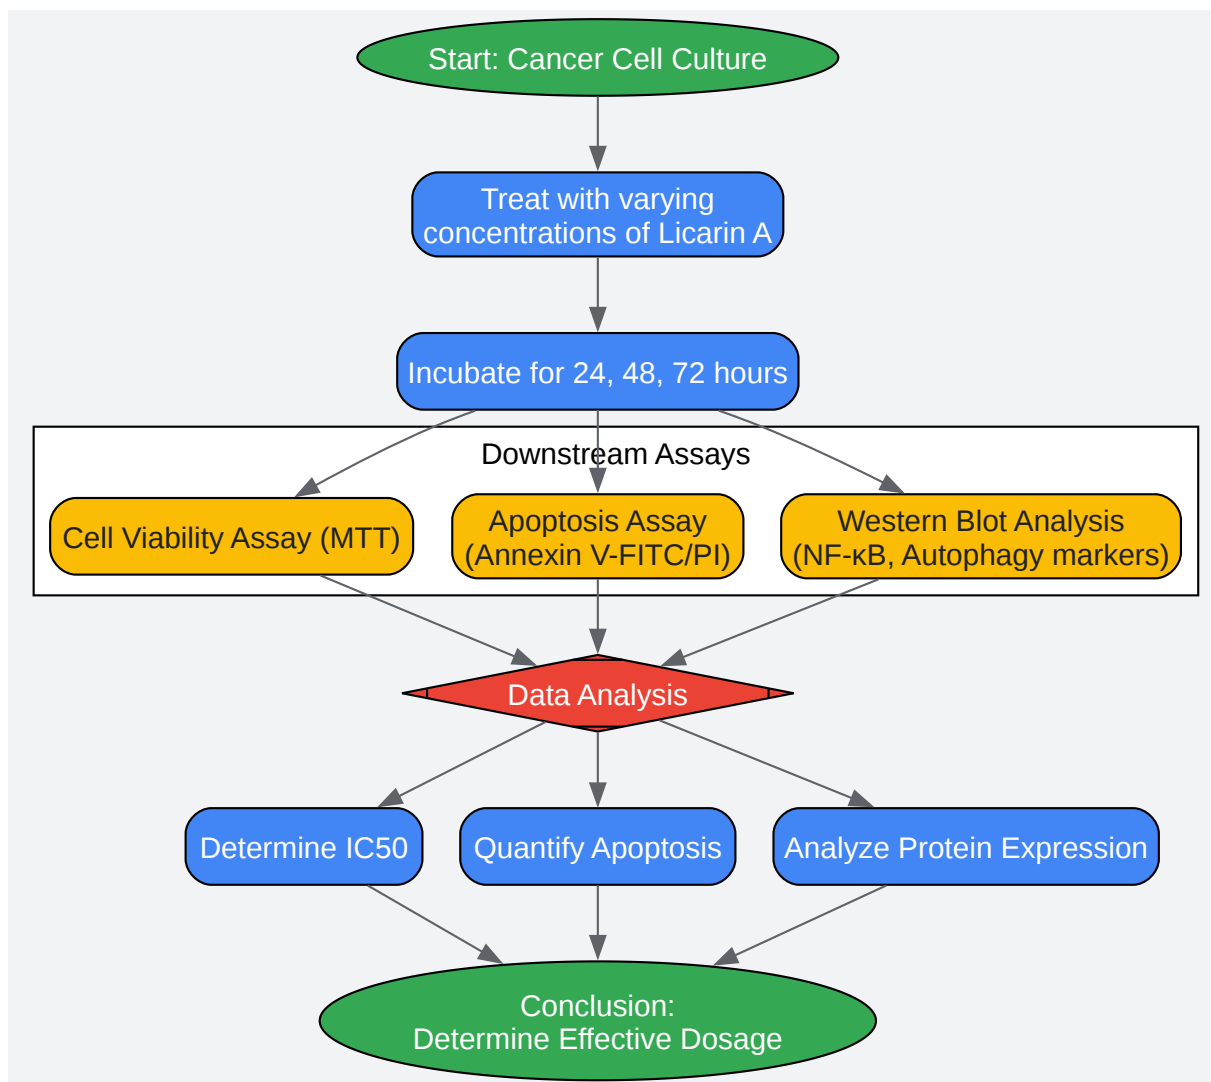 Start: Cancer Cell Culture
Treat with varying
concentrations of Licarin A
Incubate for 24, 48, 72 hours
Downstream Assays
Cell Viability Assay (MTT)
Apoptosis Assay
(Annexin V-FITC/PI)
Western Blot Analysis
(NF-κB, Autophagy markers)
Data Analysis
Determine IC50
Quantify Apoptosis
Analyze Protein Expression
Conclusion:
Determine Effective Dosage